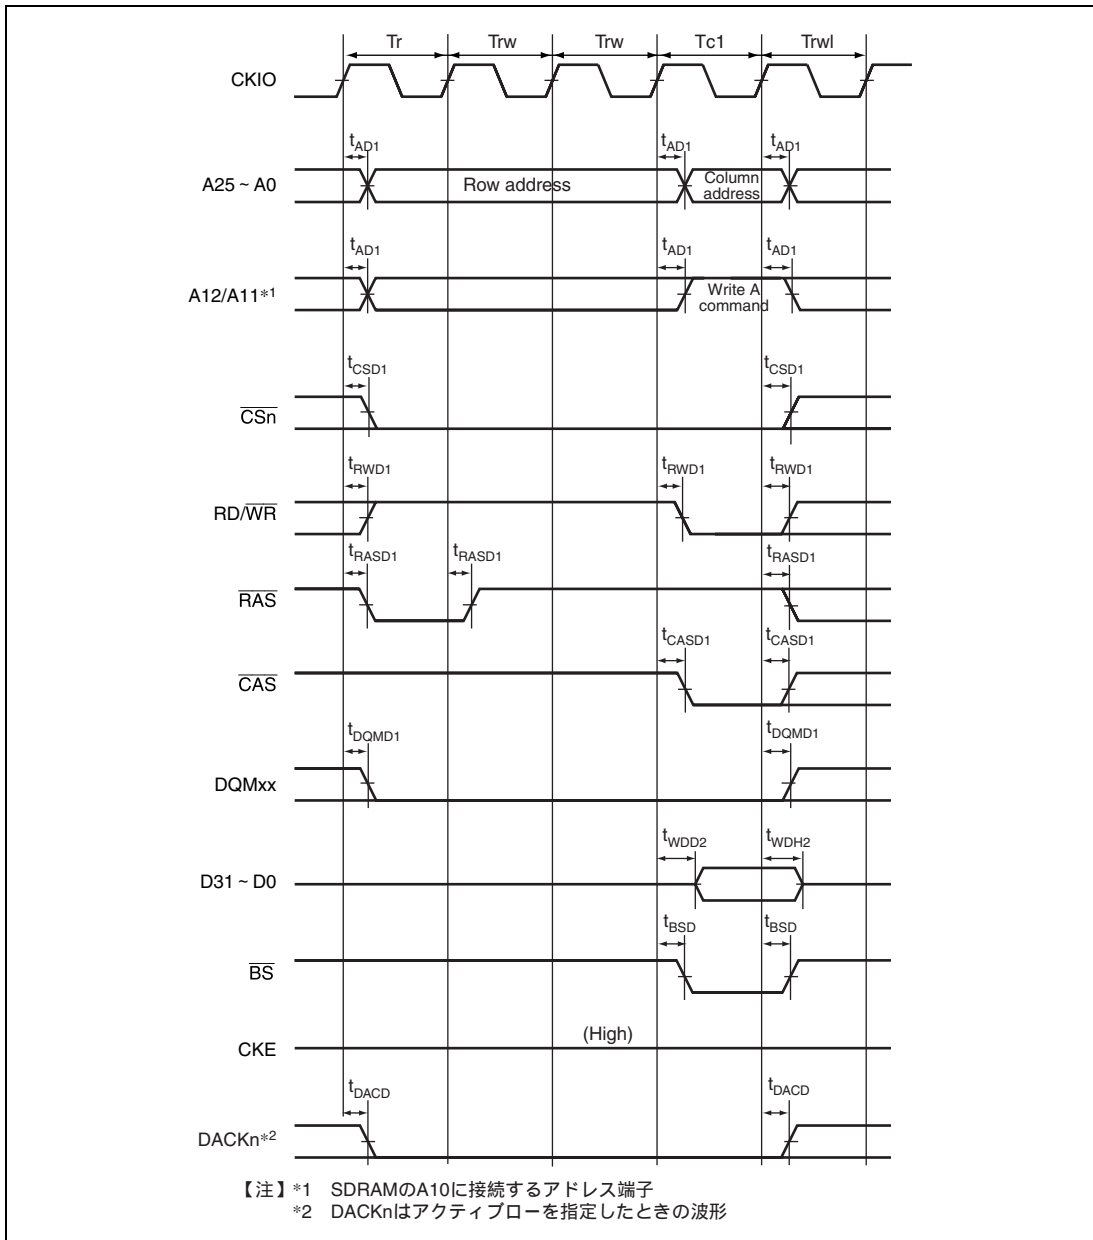 Tr Trw Trw Tc1 Trwl
CKIO
tAD1 tAD1 tAD1
A25 ~ A0 Row address Column address
tAD1 tAD1 tAD1
A12/A11*1 Write A command
tCSD1 tCSD1
CSn
tRWD1 tRWD1 tRWD1
RD/WR
tRASD1 tRASD1 tRASD1
RAS
tCASD1 tCASD1
CAS
tDQMD1 tDQMD1
DQMxx
tWDD2 tWDH2
D31 ~ D0
tBSD tBSD
BS
(High)
CKE
tDACD tDACD
DACKn*2
【注】*1 SDRAMのA10に接続するアドレス端子
*2 DACKnはアクティブローを指定したときの波形